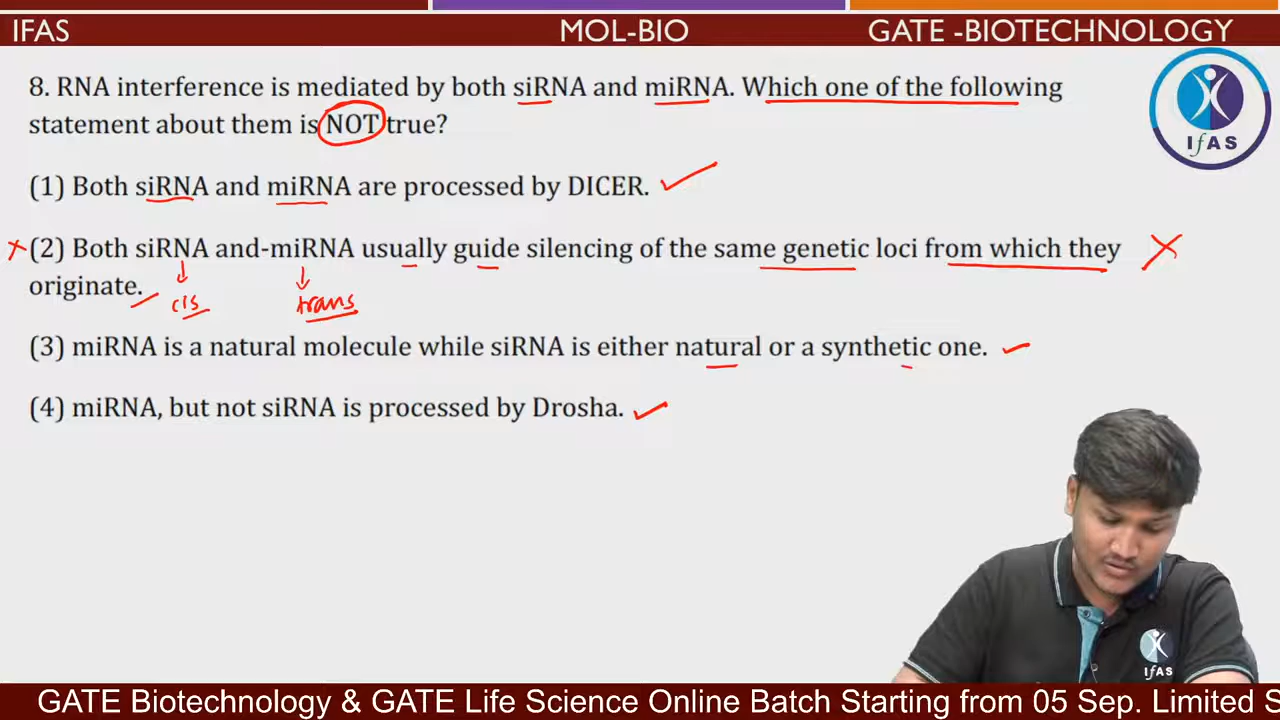 IFAS MOL-BIO GATE -BIOTECHNOLOGY
8. RNA interference is mediated by both siRNA and miRNA. Which one of the following
statement about them is NOT true?
IfAS
(1) Both siRNA and miRNA are processed by DICER.
(2) Both siRNA and-miRNA usually guide silencing of the same genetic loci from which they
originate.
cis trans
(3) miRNA is a natural molecule while siRNA is either natural or a synthetic one.
(4) miRNA, but not siRNA is processed by Drosha.
IfAS
GATE Biotechnology & GATE Life Science Online Batch Starting from 05 Sep. Limited S